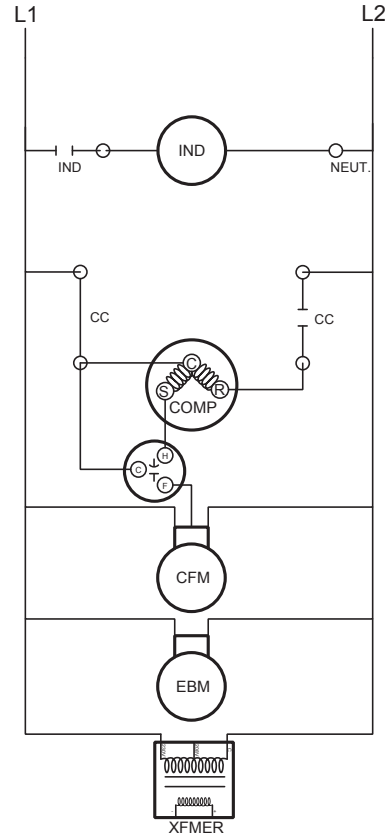 L1 L2
IND
IND NEUT.
CC CC
C
S R
COMP
H
C
F
CFM
EBM
XFMER